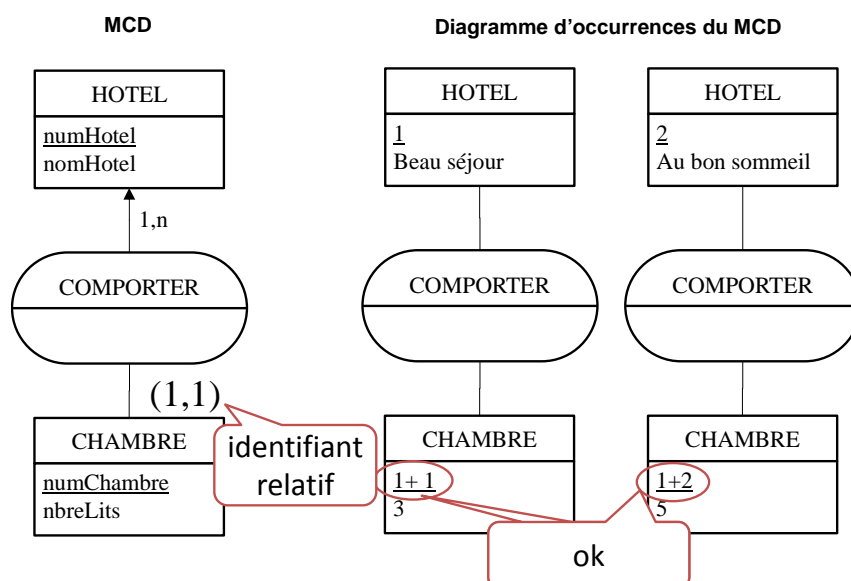 MCD
Diagramme d'occurrences du MCD
HOTEL
numHotel
nomHotel
1,n
COMPORTER
(1,1)
CHAMBRE
numChambre
nbreLits
identifiant
relatif
HOTEL
1
Beau séjour
COMPORTER
CHAMBRE
1+ 1
3
HOTEL
2
Au bon sommeil
COMPORTER
CHAMBRE
1+2
5
ok